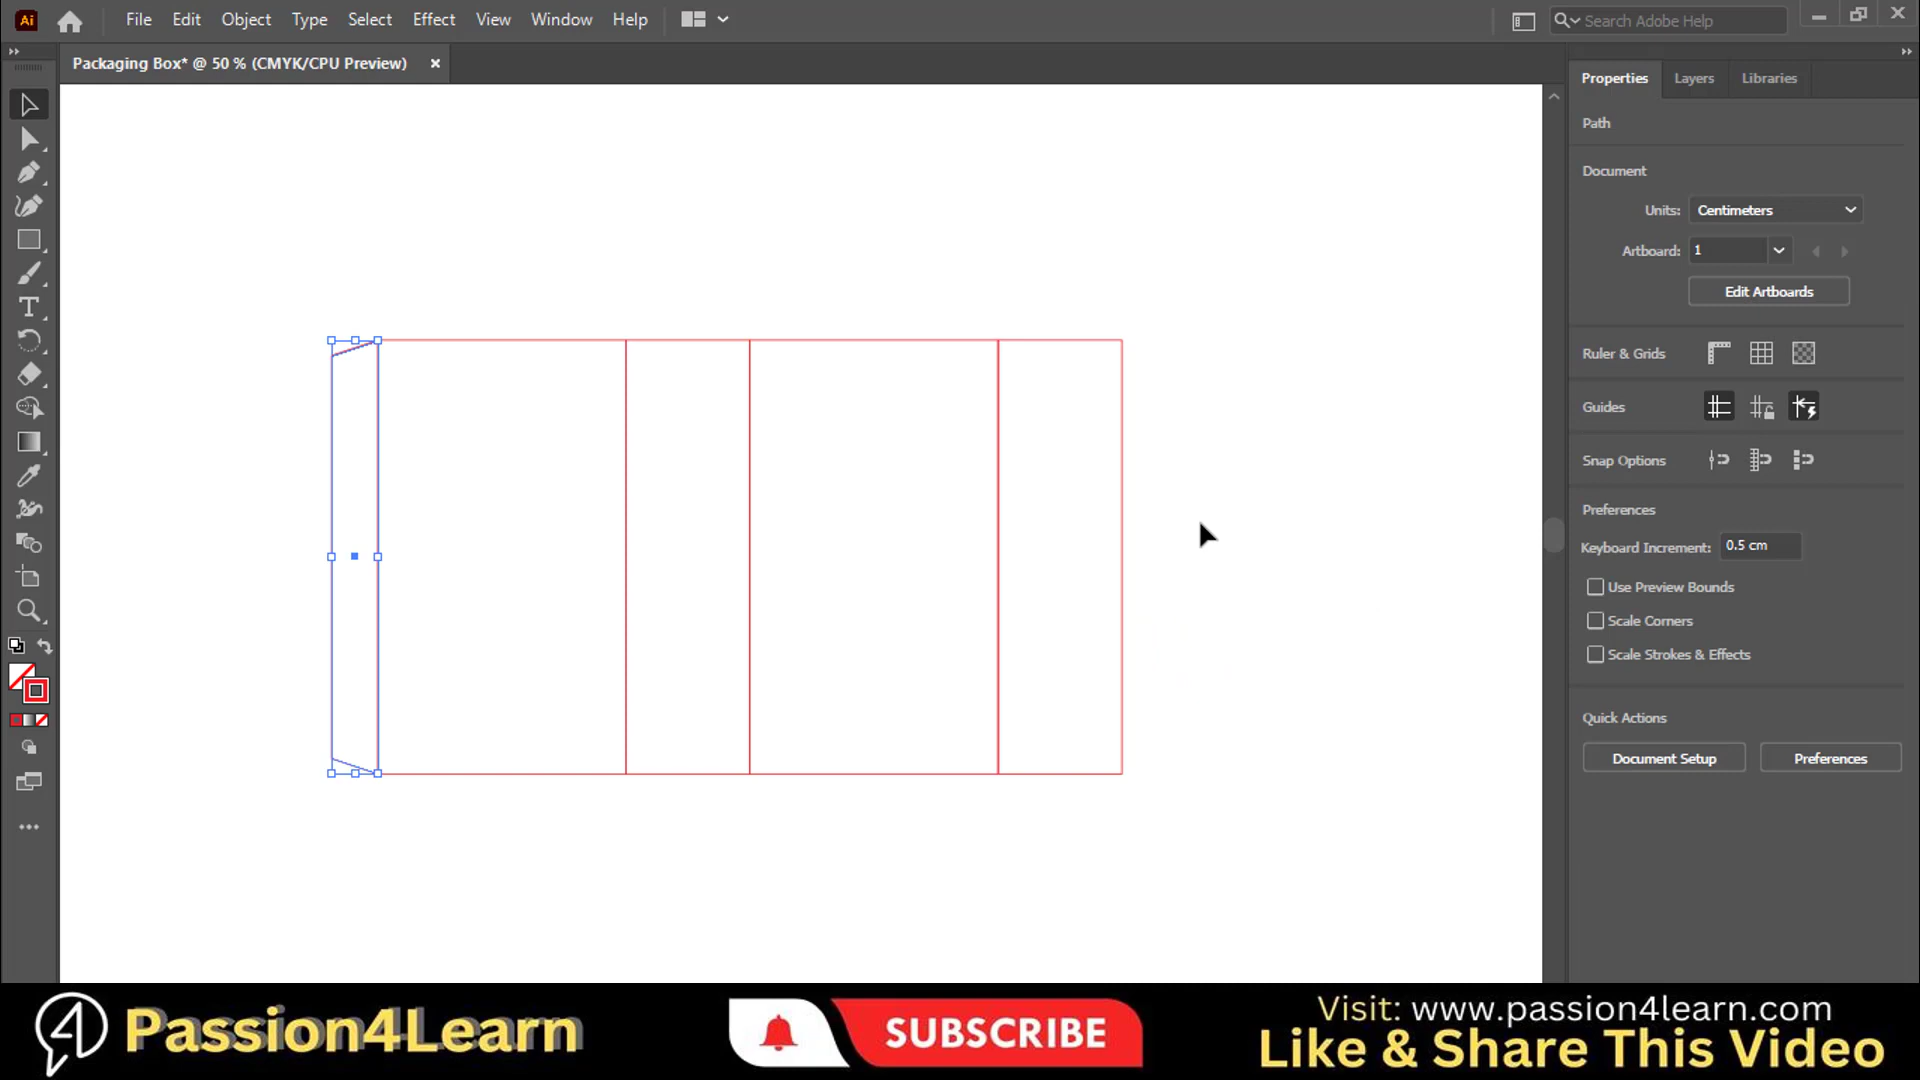 Ai File Edit Object Type Select Effect View Window Help Search Adobe Help
Packaging Box* @ 50 % (CMYK/CPU Preview)
Properties Layers Libraries
Path
Document
Units: Centimeters
Artboard: 1
Edit Artboards
Ruler & Grids
Guides
Snap Options
Preferences
Keyboard Increment: 0.5 cm
Use Preview Bounds
Scale Corners
Scale Strokes & Effects
Quick Actions
Document Setup Preferences
Passion4Learn
SUBSCRIBE
Visit: www.passion4learn.com
Like & Share This Video